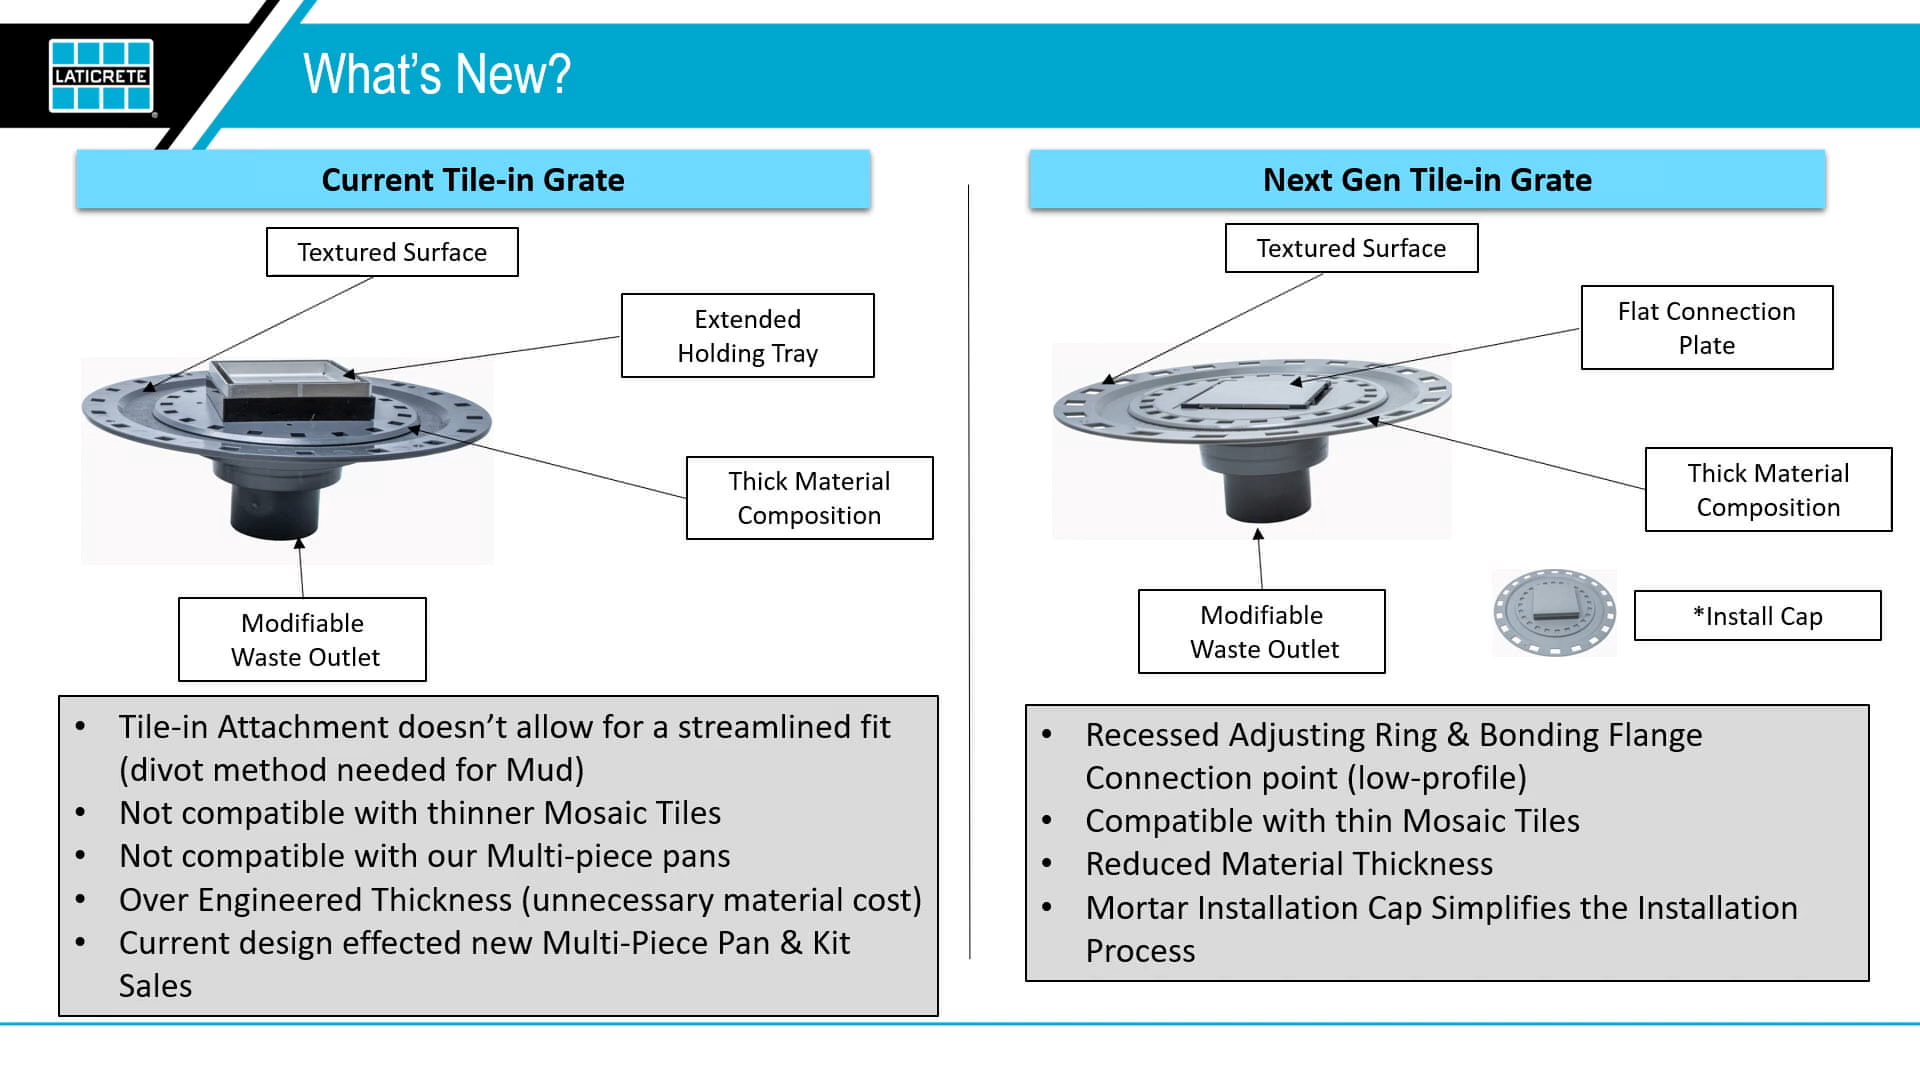 LATICRETE
®
What's New?
Current Tile-in Grate
Textured Surface
Extended
Holding Tray
Thick Material
Composition
Modifiable
Waste Outlet
• Tile-in Attachment doesn't allow for a streamlined fit
(divot method needed for Mud)
• Not compatible with thinner Mosaic Tiles
• Not compatible with our Multi-piece pans
• Over Engineered Thickness (unnecessary material cost)
• Current design effected new Multi-Piece Pan & Kit
Sales
Next Gen Tile-in Grate
Textured Surface
Flat Connection
Plate
Thick Material
Composition
Modifiable
Waste Outlet
*Install Cap
• Recessed Adjusting Ring & Bonding Flange
Connection point (low-profile)
• Compatible with thin Mosaic Tiles
• Reduced Material Thickness
• Mortar Installation Cap Simplifies the Installation
Process